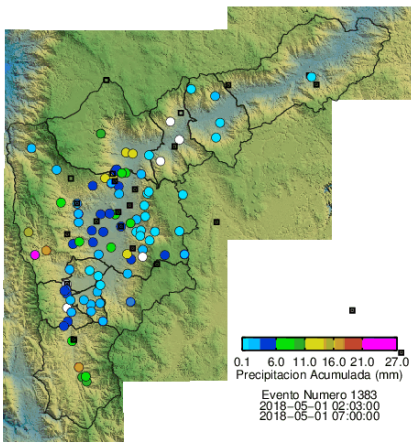 0.1 6.0 11.0 16.0 21.0 27.0
Precipitacion Acumulada (mm)
Evento Numero 1383
2018-05-01 02:03:00
2018-05-01 07:00:00